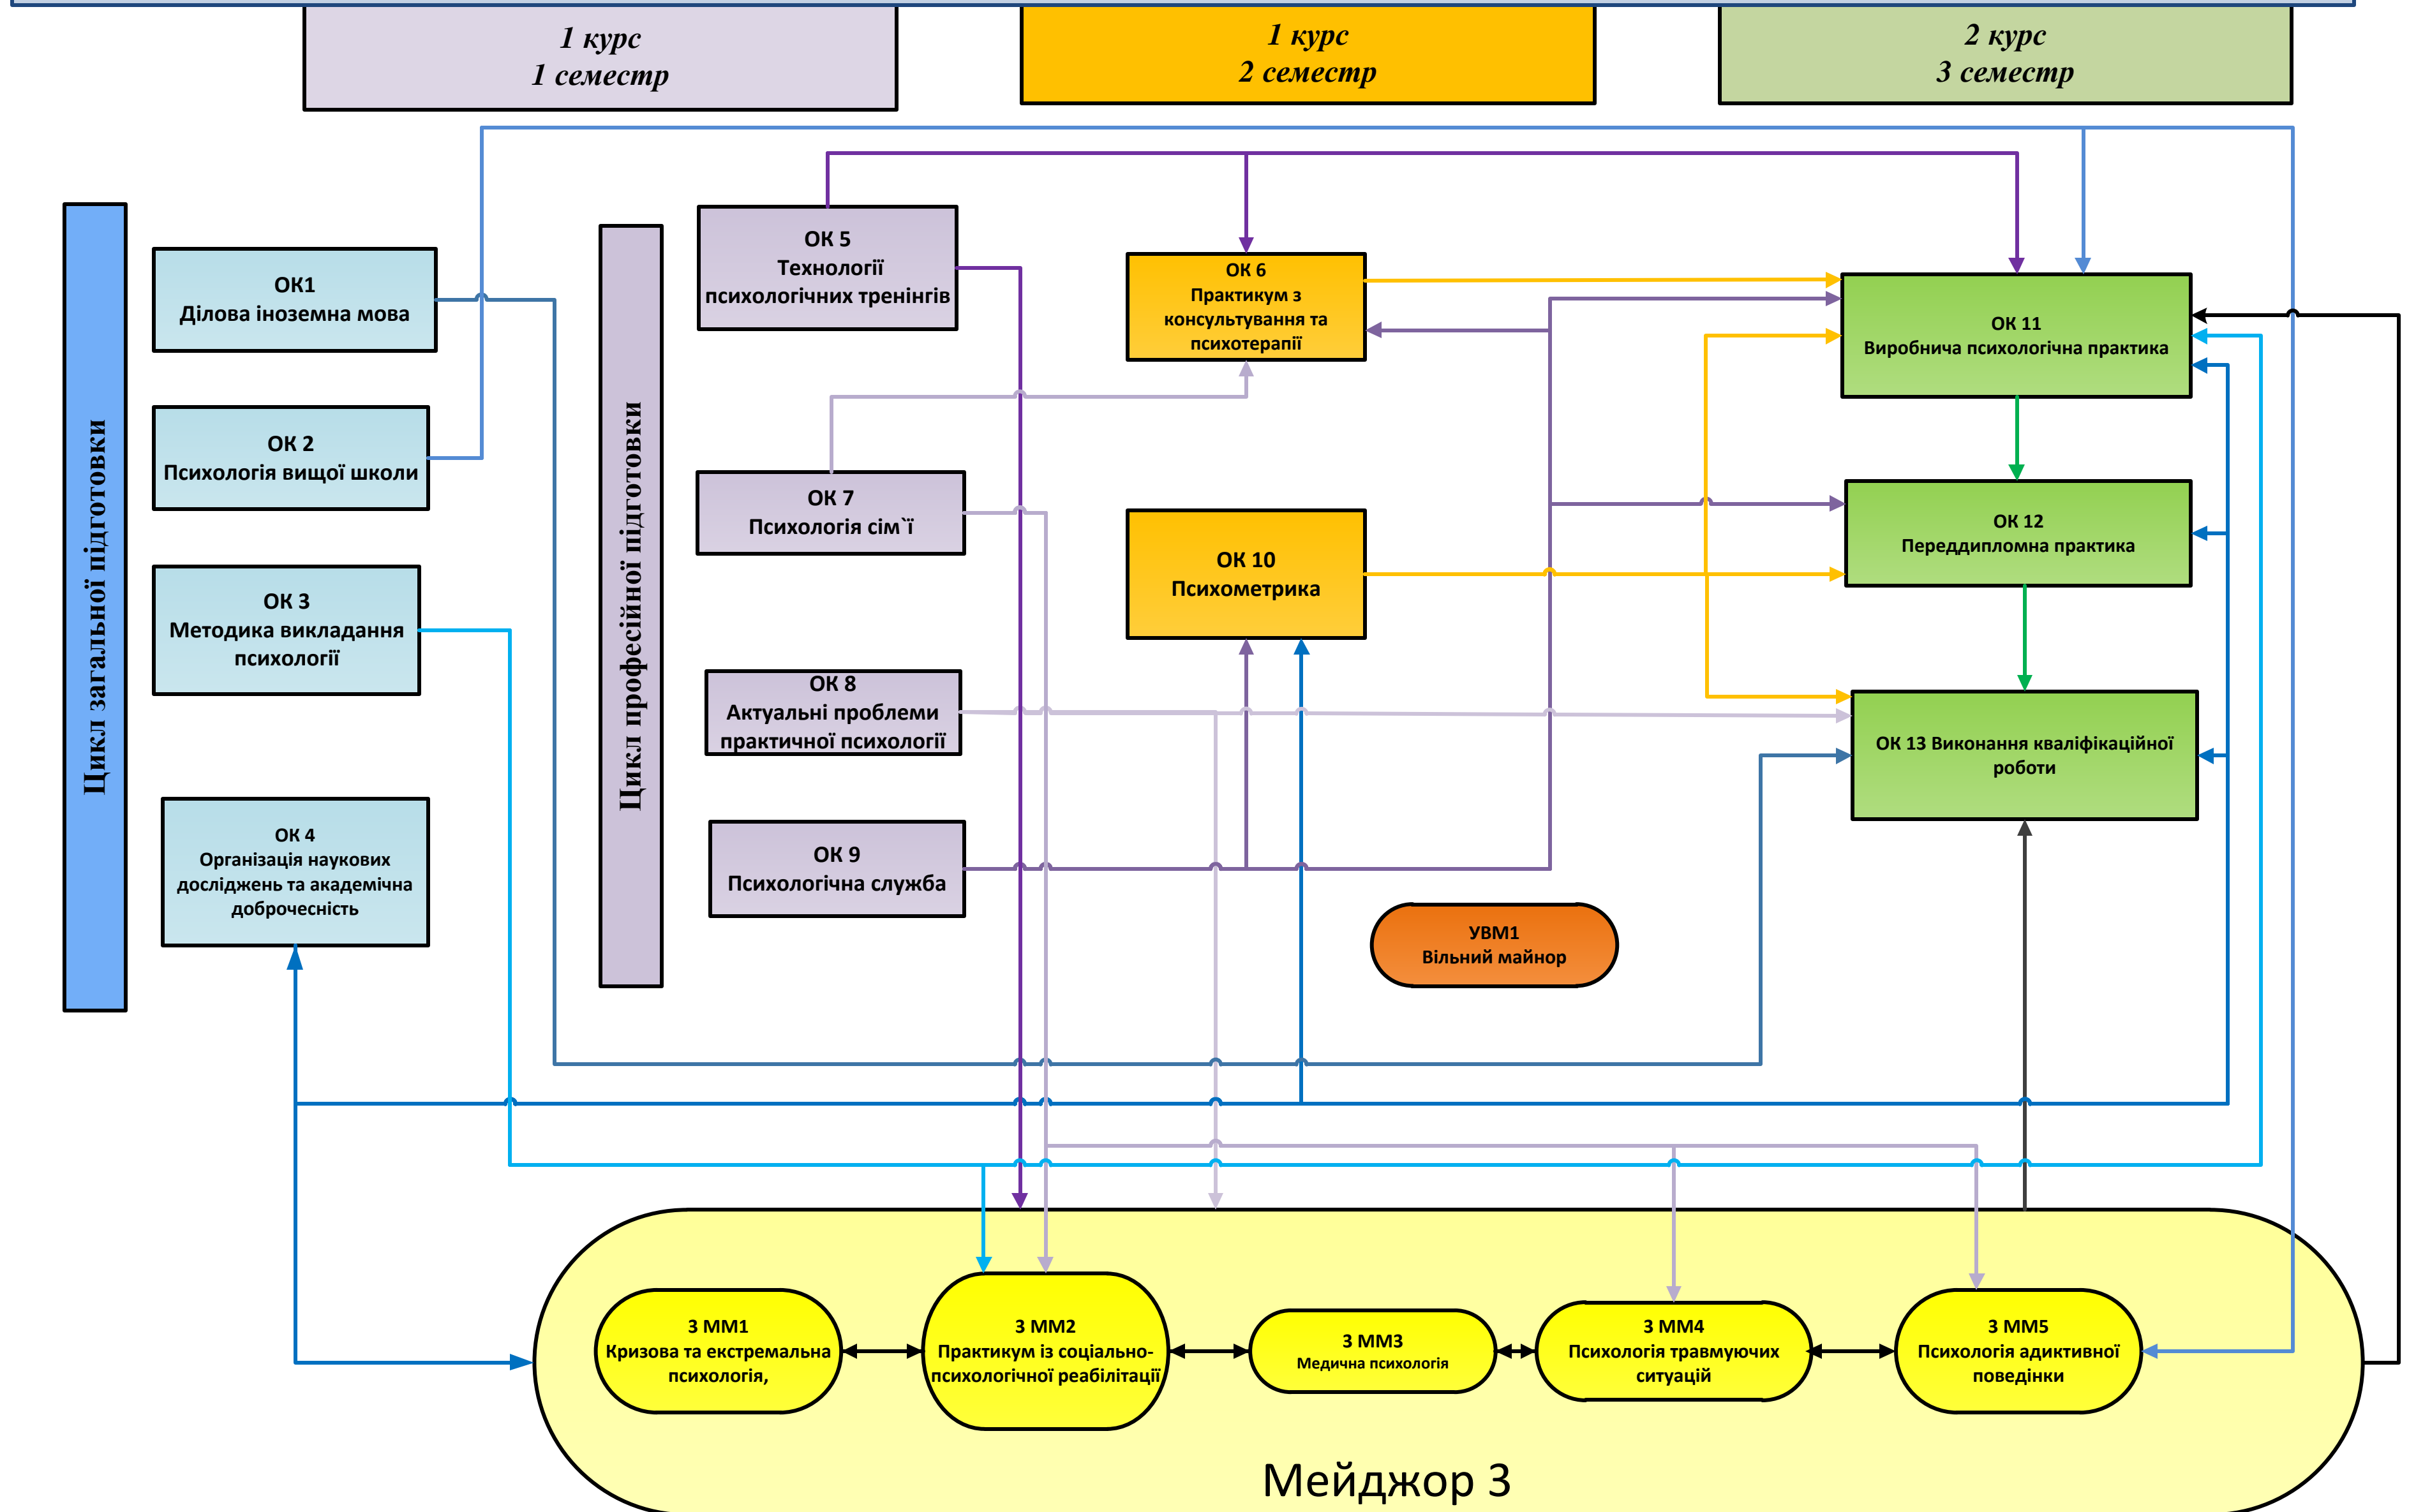 1 курс
1 семестр
1 курс
2 семестр
2 курс
3 семестр
Цикл загальної підготовки
ОК1
Ділова іноземна мова
ОК 2
Психологія вищої школи
ОК 3
Методика викладання
психології
ОК 4
Організація наукових
досліджень та академічна
доброчесність
Цикл професійної підготовки
ОК 5
Технології
психологічних тренінгів
ОК 7
Психологія сім`ї
ОК 8
Актуальні проблеми
практичної психології
ОК 9
Психологічна служба
ОК 6
Практикум з
консультування та
психотерапії
ОК 10
Психометрика
УВМ1
Вільний майнор
ОК 11
Виробнича психологічна практика
ОК 12
Переддипломна практика
ОК 13 Виконання кваліфікаційної
роботи
3 ММ1
Кризова та екстремальна
психологія,
3 ММ2
Практикум із соціально-
психологічної реабілітації
3 ММ3
Медична психологія
3 ММ4
Психологія травмуючих
ситуацій
3 ММ5
Психологія адиктивної
поведінки
Мейджор 3